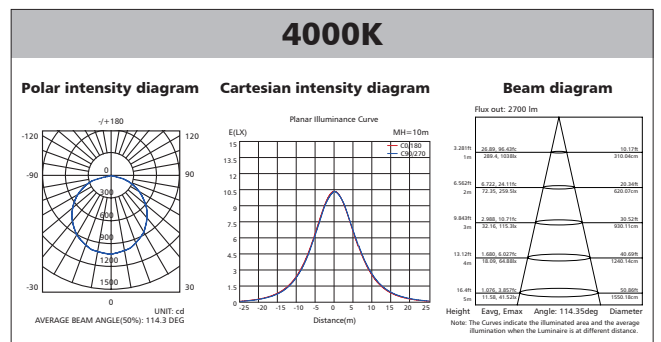 4000K
Polar intensity diagram
Cartesian intensity diagram
Beam diagram
-/+180
-120
120
-90
90
0
300
600
900
1200
1500
-30
30
0
UNIT: cd
AVERAGE BEAM ANGLE(50%): 114.3 DEG
Planar Illuminance Curve
E(LX)
MH=10m
C0/180
C90/270
15
13.5
12
10.5
9
7.5
6
4.5
3
1.5
0
-25 -20 -15 -10 -5 0 5 10 15 20 25
Distance(m)
Flux out: 2700 lm
3.281ft 26.89, 96.43fc 10.17ft
1m 289.4, 1038lx 310.04cm
6.562ft 6.722, 24.11fc 20.34ft
2m 72.35, 259.5lx 620.07cm
9.843ft 2.988, 10.71fc 30.52ft
3m 32.16, 115.3lx 930.11cm
13.12ft 1.680, 6.027fc 40.69ft
4m 18.09, 64.88lx 1240.14cm
16.4ft 1.076, 3.857fc 50.86ft
5m 11.58, 41.52lx 1550.18cm
Height Eavg, Emax Angle: 114.35deg Diameter
Note: The Curves indicate the illuminated area and the average
illumination when the Luminaire is at different distance.